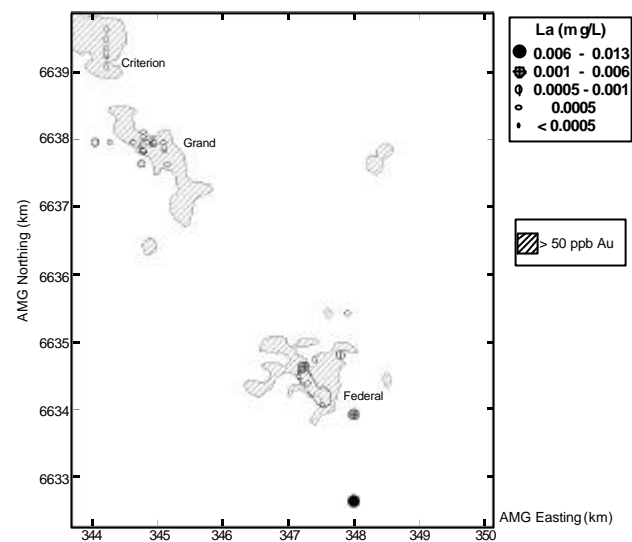 La (mg/L)
0.006 - 0.013
0.001 - 0.006
0.0005 - 0.001
0.0005
< 0.0005
> 50 ppb Au
AMG Northing (km)
6639
6638
6637
6636
6635
6634
6633
Criterion
Grand
Federal
344
345
346
347
348
349
350
AMG Easting (km)